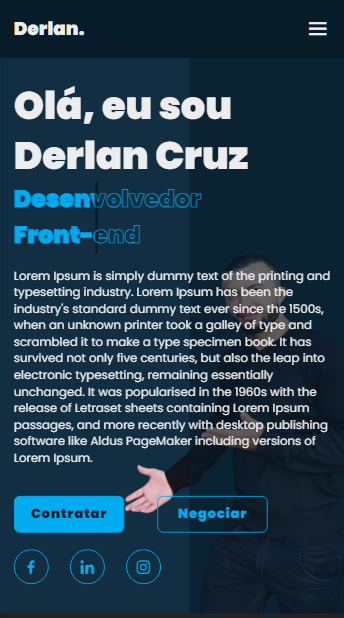 Derlan.
Olá, eu sou
Derlan Cruz
Desenvolvedor
Front-end
Lorem Ipsum is simply dummy text of the printing and
typesetting industry. Lorem Ipsum has been the
industry's standard dummy text ever since the 1500s,
when an unknown printer took a galley of type and
scrambled it to make a type specimen book. It has
survived not only five centuries, but also the leap into
electronic typesetting, remaining essentially
unchanged. It was popularised in the 1960s with the
release of Letraset sheets containing Lorem Ipsum
passages, and more recently with desktop publishing
software like Aldus PageMaker including versions of
Lorem Ipsum.
Contratar
Negociar